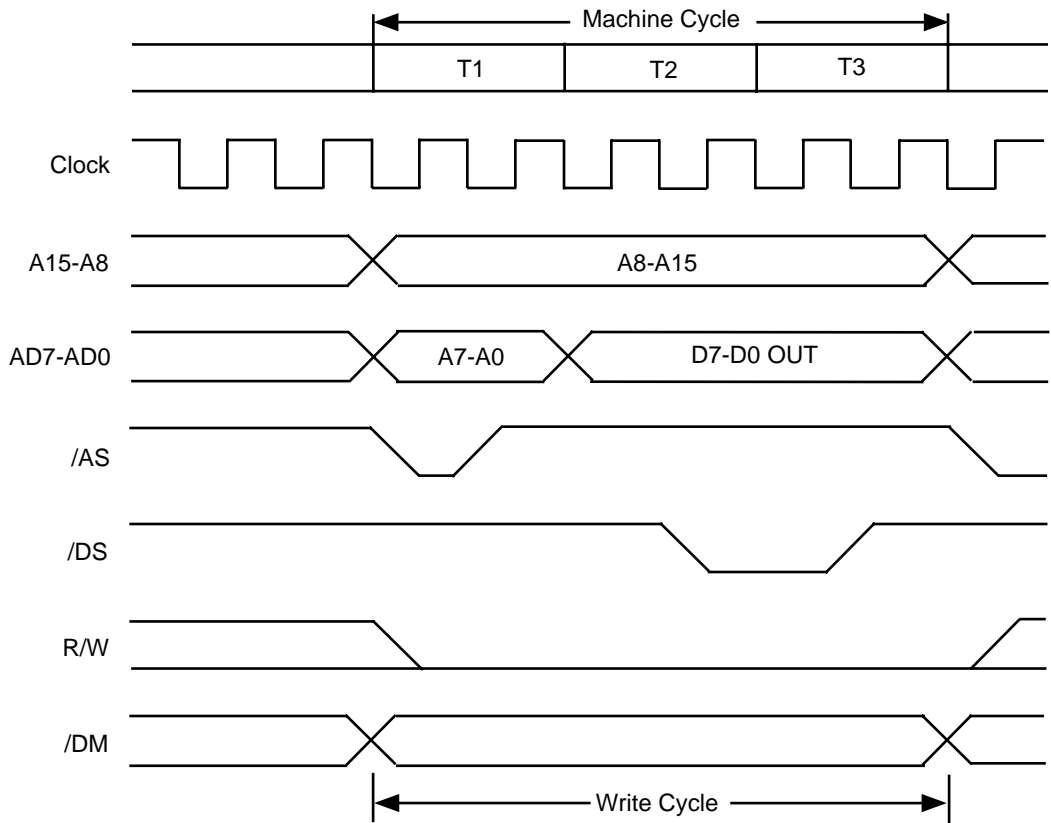 Machine Cycle
T1 T2 T3
Clock
A15-A8 A8-A15
AD7-AD0 A7-A0 D7-D0 OUT
/AS
/DS
R/W
/DM
Write Cycle